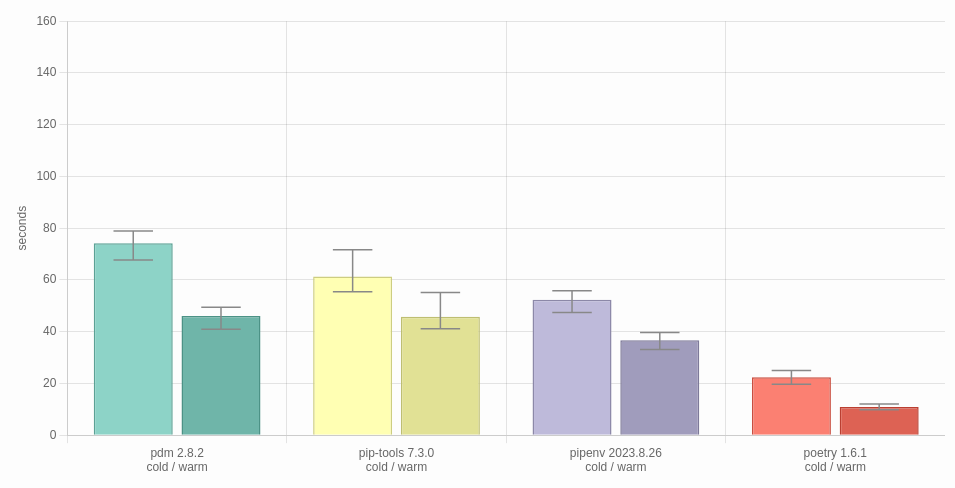 160
140
120
100
80
60
40
20
0
seconds
pdm 2.8.2
cold / warm
pip-tools 7.3.0
cold / warm
pipenv 2023.8.26
cold / warm
poetry 1.6.1
cold / warm